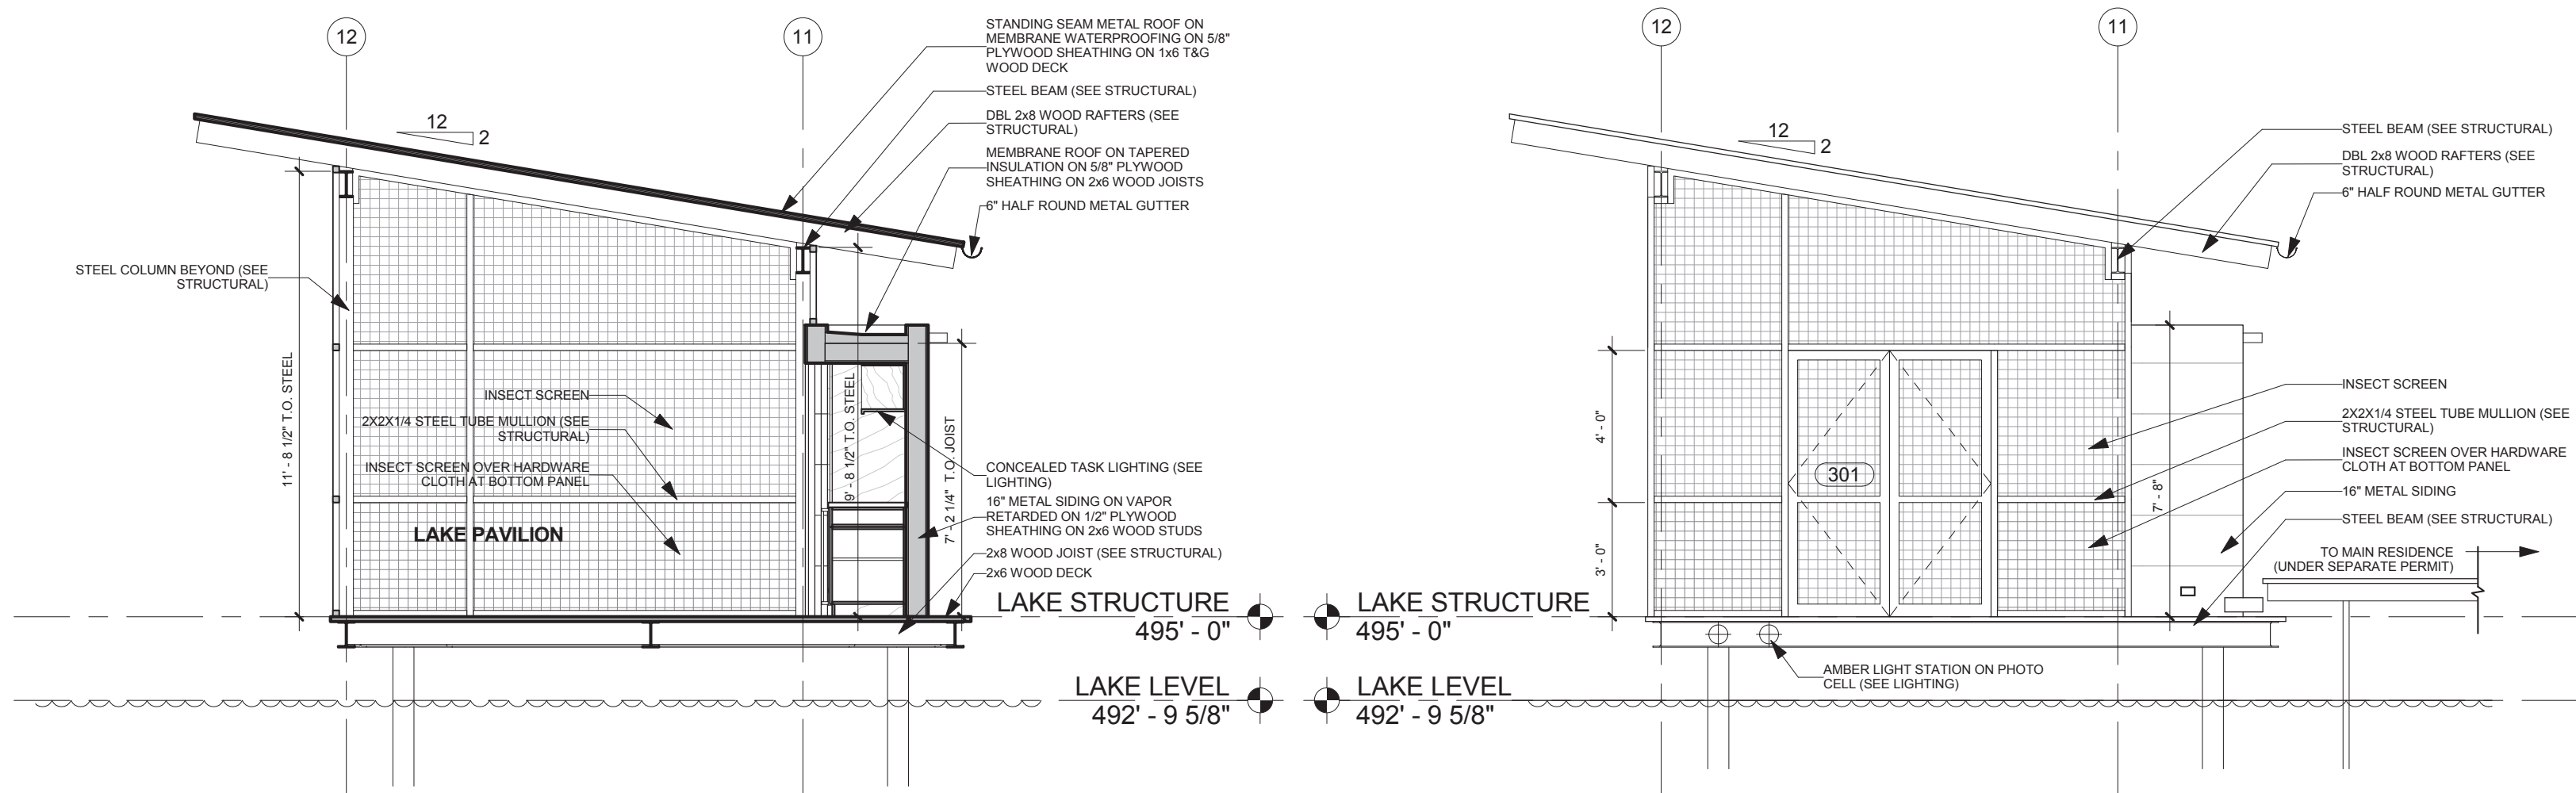 12
11
STANDING SEAM METAL ROOF ON
MEMBRANE WATERPROOFING ON 5/8"
PLYWOOD SHEATHING ON 1x6 T&G
WOOD DECK
STEEL BEAM (SEE STRUCTURAL)
DBL 2x8 WOOD RAFTERS (SEE
STRUCTURAL)
MEMBRANE ROOF ON TAPERED
INSULATION ON 5/8" PLYWOOD
SHEATHING ON 2x6 WOOD JOISTS
6" HALF ROUND METAL GUTTER
12
2
STEEL COLUMN BEYOND (SEE
STRUCTURAL)
11' - 8 1/2" T.O. STEEL
INSECT SCREEN
2X2X1/4 STEEL TUBE MULLION (SEE
STRUCTURAL)
INSECT SCREEN OVER HARDWARE
CLOTH AT BOTTOM PANEL
LAKE PAVILION
9' - 8 1/2" T.O. STEEL
7' - 2 1/4" T.O. JOIST
CONCEALED TASK LIGHTING (SEE
LIGHTING)
16" METAL SIDING ON VAPOR
RETARDED ON 1/2" PLYWOOD
SHEATHING ON 2x6 WOOD STUDS
2x8 WOOD JOIST (SEE STRUCTURAL)
2x6 WOOD DECK
LAKE STRUCTURE
495' - 0"
LAKE LEVEL
492' - 9 5/8"
12
11
12
2
STEEL BEAM (SEE STRUCTURAL)
DBL 2x8 WOOD RAFTERS (SEE
STRUCTURAL)
6" HALF ROUND METAL GUTTER
4' - 0"
3' - 0"
301
7' - 8"
INSECT SCREEN
2X2X1/4 STEEL TUBE MULLION (SEE
STRUCTURAL)
INSECT SCREEN OVER HARDWARE
CLOTH AT BOTTOM PANEL
16" METAL SIDING
STEEL BEAM (SEE STRUCTURAL)
TO MAIN RESIDENCE
(UNDER SEPARATE PERMIT)
LAKE STRUCTURE
495' - 0"
AMBER LIGHT STATION ON PHOTO
CELL (SEE LIGHTING)
LAKE LEVEL
492' - 9 5/8"